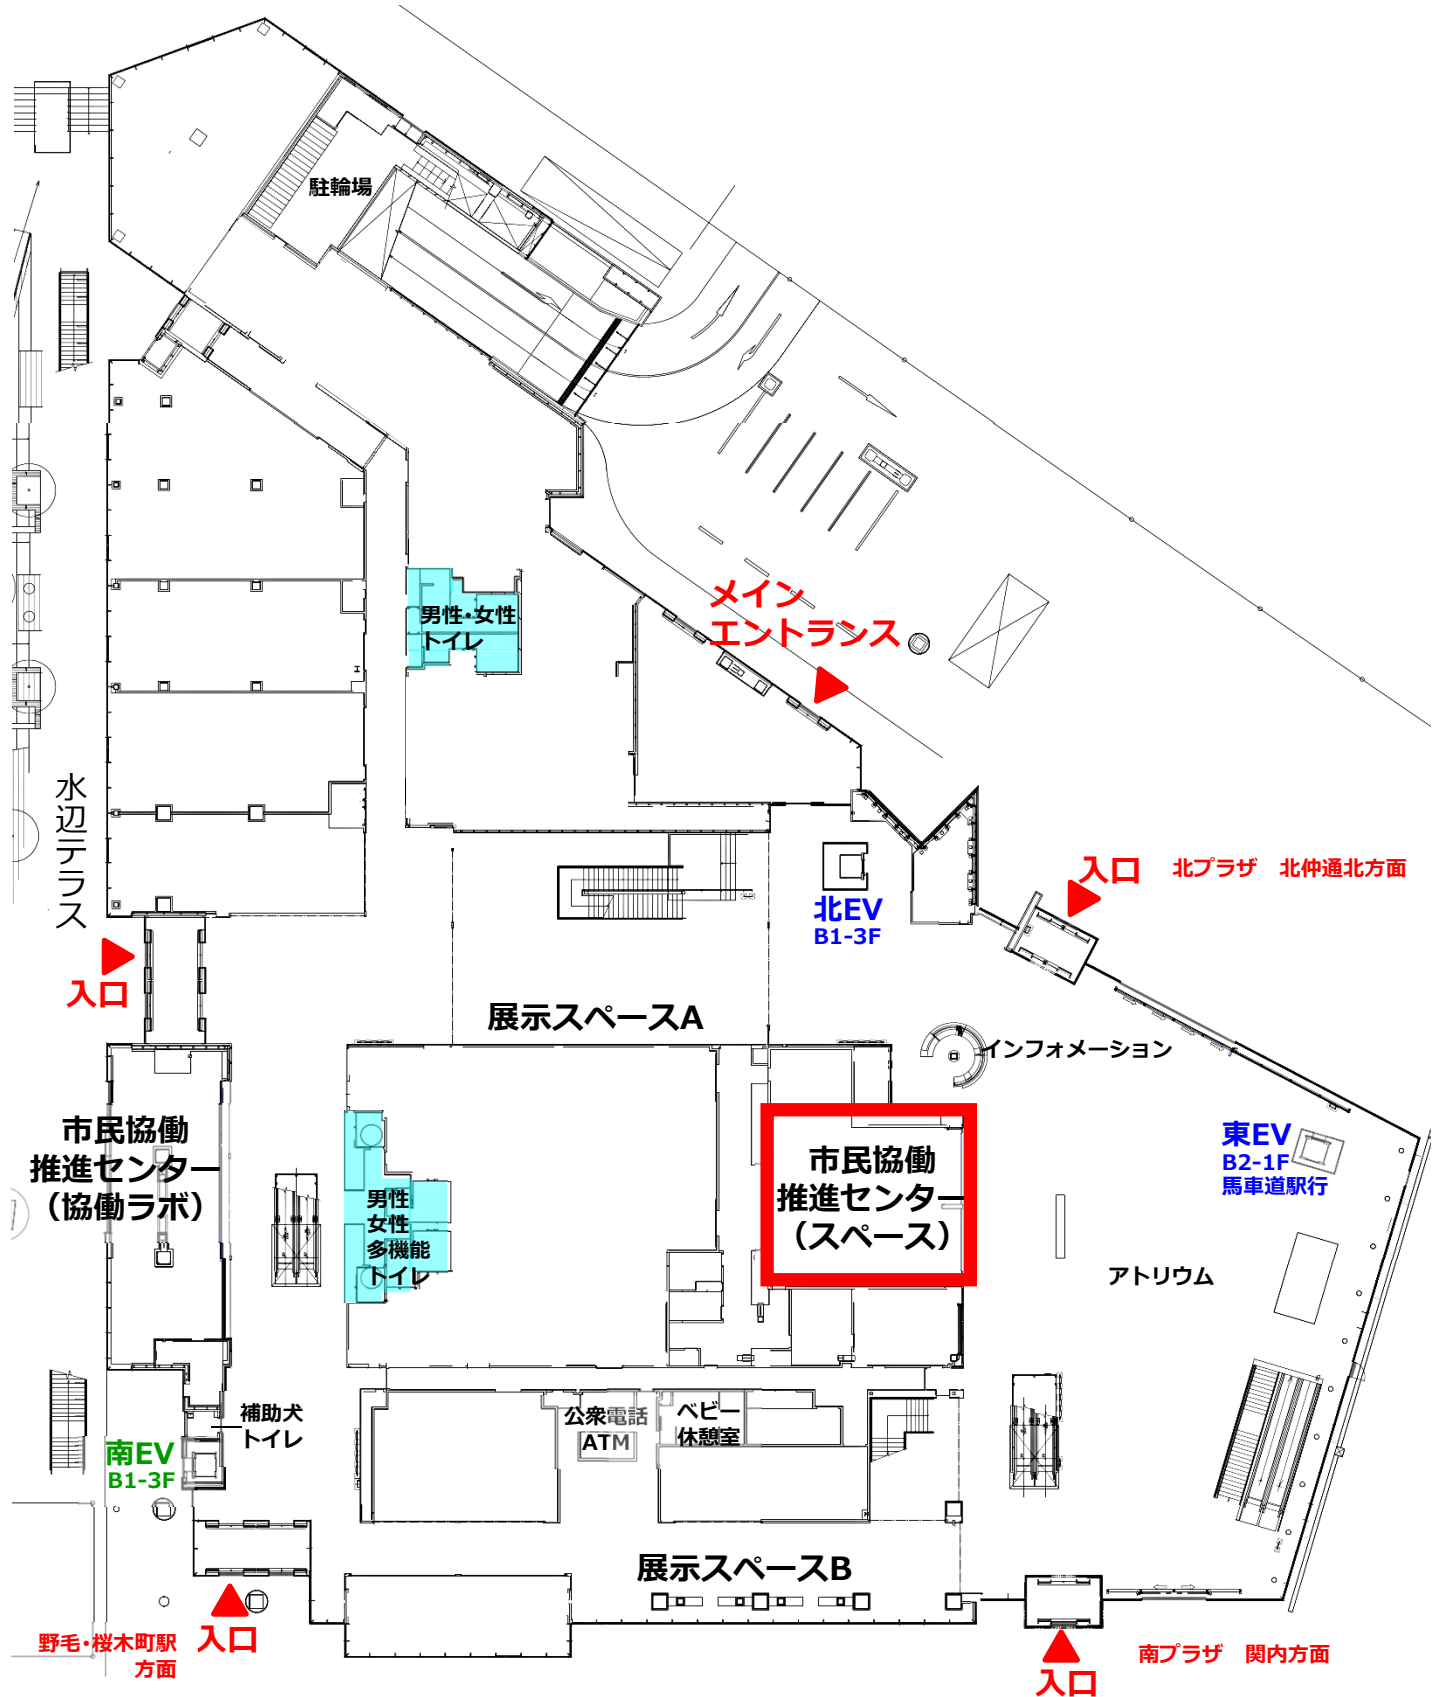 駐輪場
男性・女性
トイレ
メイン
エントランス
水辺テラス
入口
北プラザ　北仲通北方面
北EV
B1-3F
入口
展示スペースA
インフォメーション
市民協働
推進センター
（協働ラボ）
市民協働
推進センター
（スペース）
東EV
B2-1F
馬車道駅行
男性
女性
多機能
トイレ
アトリウム
補助犬
トイレ
公衆電話
ATM
ベビー
休憩室
南EV
B1-3F
展示スペースB
入口
野毛・桜木町駅
方面
南プラザ　関内方面
入口